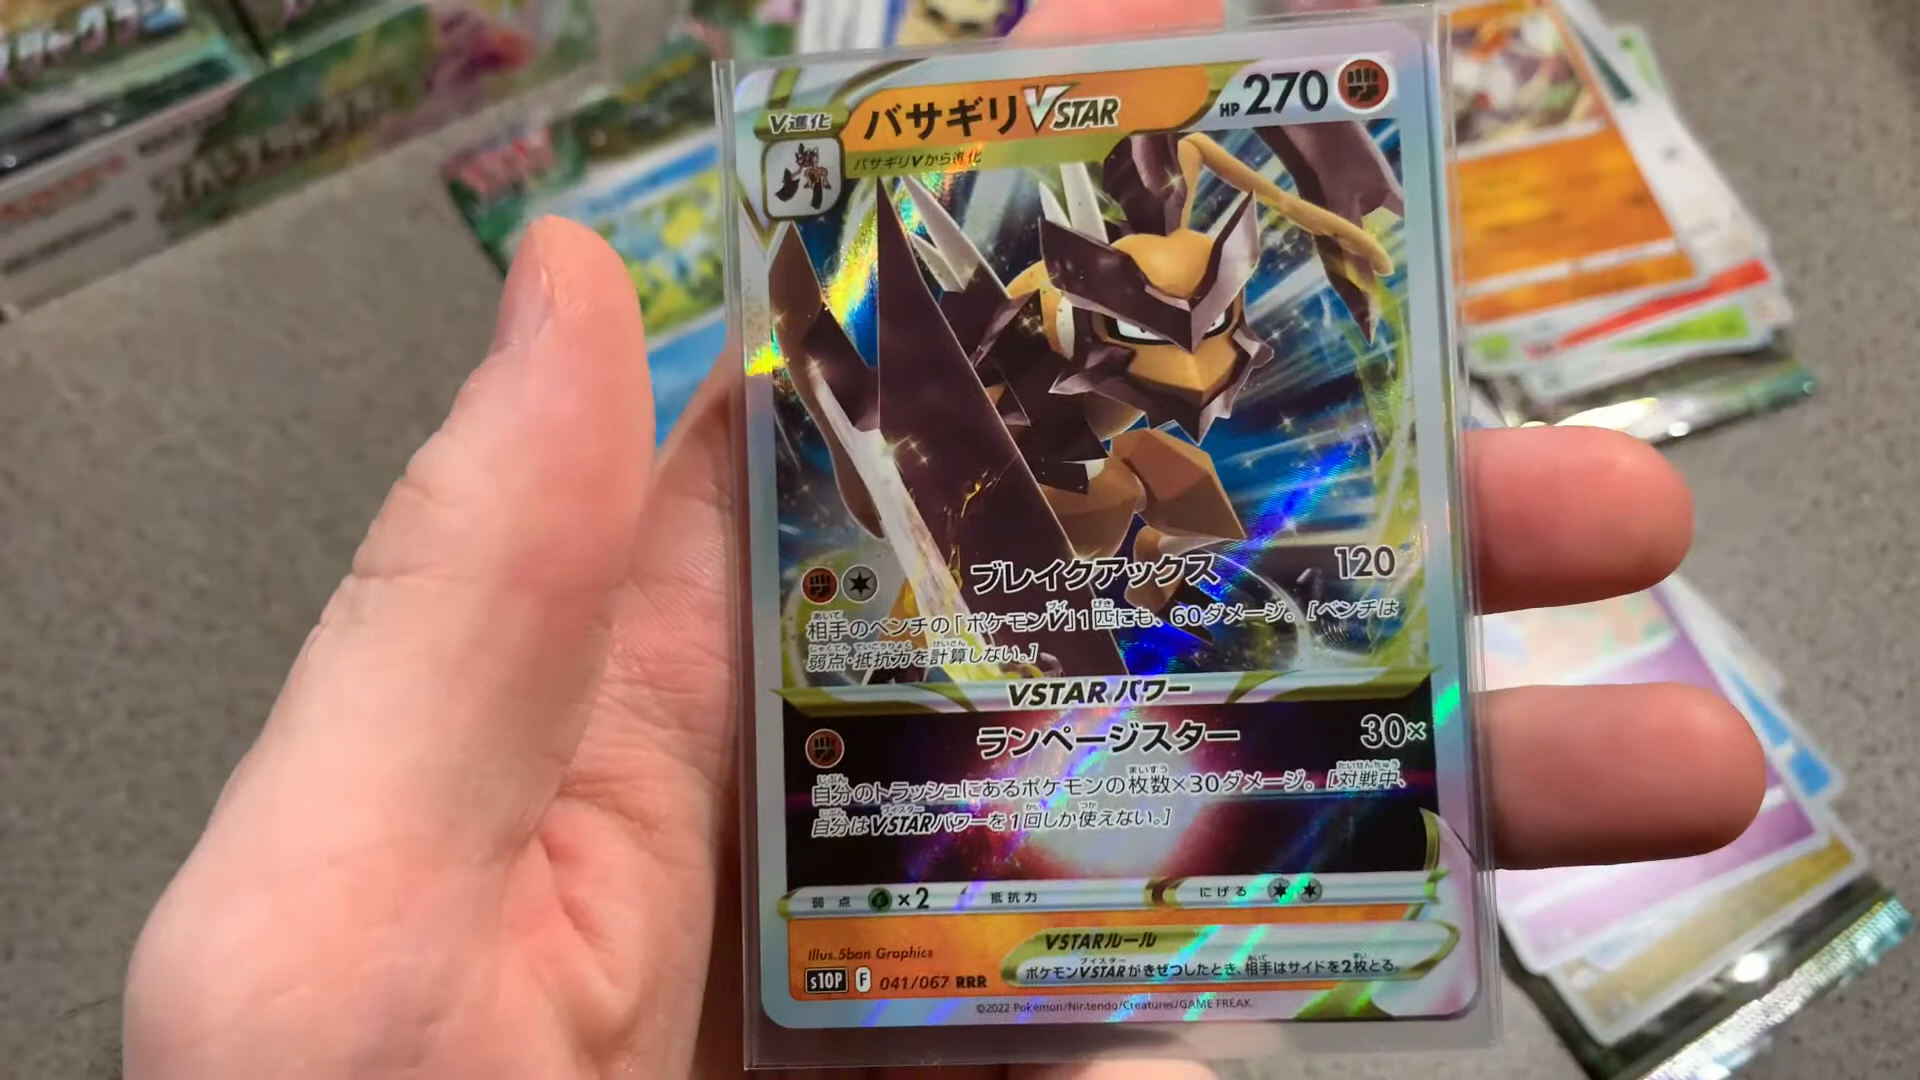 V進化
バサギリVSTAR
HP 270
バサギリVから進化
ブレイクアックス 120
相手のベンチの「ポケモンV」1匹にも、60ダメージ。[ベンチは
弱点・抵抗力を計算しない。]
VSTARパワー
ランページスター 30×
自分のトラッシュにあるポケモンの枚数×30ダメージ。[対戦中、
自分はVSTARパワーを1回しか使えない。]
弱点 ×2 抵抗力 にげる
Illus. 5ban Graphics
VSTARルール
ポケモンVSTARがきぜつしたとき、相手はサイドを2枚とる。
s10P F 041/067 RRR
©2022 Pokémon/Nintendo/Creatures/GAME FREAK.